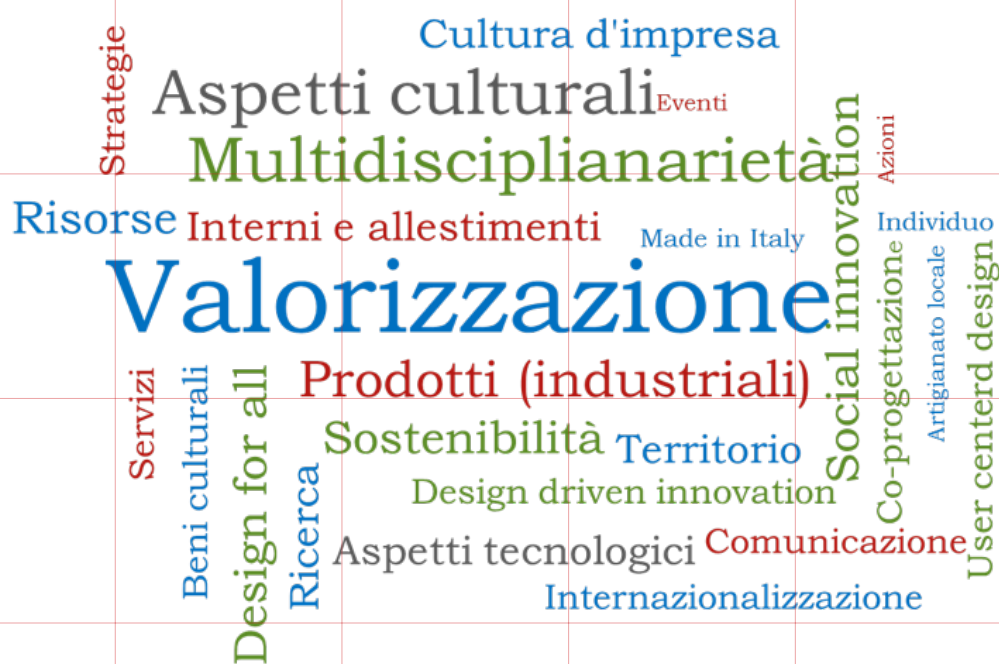 Cultura d'impresa
Strategie
Aspetti culturali
Eventi
Multidisciplianarietà
Social innovation
Azioni
Risorse
Interni e allestimenti
Made in Italy
Individuo
Valorizzazione
Co-progettazione
Artigianato locale
User centerd design
Servizi
Beni culturali
Design for all
Prodotti (industriali)
Sostenibilità
Territorio
Ricerca
Design driven innovation
Aspetti tecnologici
Comunicazione
Internazionalizzazione